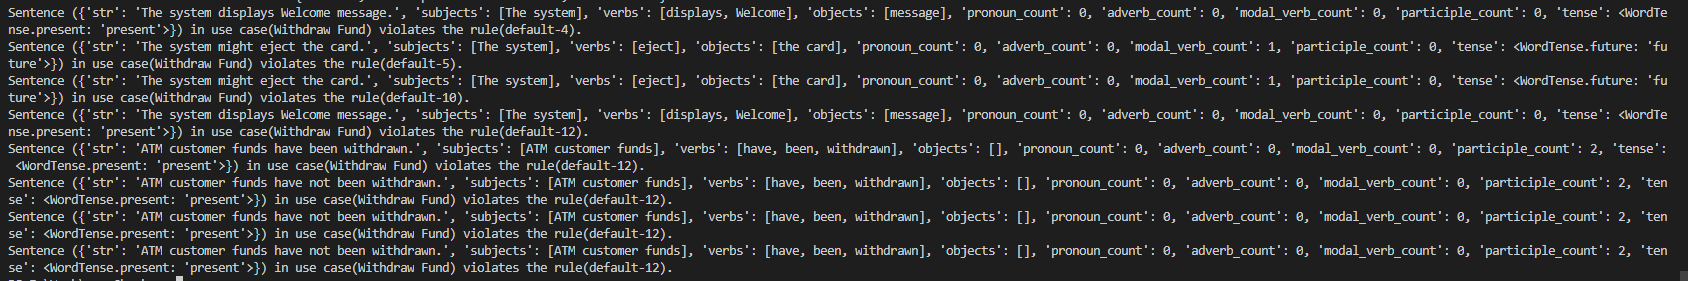 Sentence ({'str': 'The system displays Welcome message.', 'subjects': [The system], 'verbs': [displays, Welcome], 'objects': [message], 'pronoun_count': 0, 'adverb_count': 0, 'modal_verb_count': 0, 'participle_count': 0, 'tense': <WordTe
nse.present: 'present'>}) in use case(Withdraw Fund) violates the rule(default-4).
Sentence ({'str': 'The system might eject the card.', 'subjects': [The system], 'verbs': [eject], 'objects': [the card], 'pronoun_count': 0, 'adverb_count': 0, 'modal_verb_count': 1, 'participle_count': 0, 'tense': <WordTense.future: 'fu
ture'>}) in use case(Withdraw Fund) violates the rule(default-5).
Sentence ({'str': 'The system might eject the card.', 'subjects': [The system], 'verbs': [eject], 'objects': [the card], 'pronoun_count': 0, 'adverb_count': 0, 'modal_verb_count': 1, 'participle_count': 0, 'tense': <WordTense.future: 'fu
ture'>}) in use case(Withdraw Fund) violates the rule(default-10).
Sentence ({'str': 'The system displays Welcome message.', 'subjects': [The system], 'verbs': [displays, Welcome], 'objects': [message], 'pronoun_count': 0, 'adverb_count': 0, 'modal_verb_count': 0, 'participle_count': 0, 'tense': <WordTe
nse.present: 'present'>}) in use case(Withdraw Fund) violates the rule(default-12).
Sentence ({'str': 'ATM customer funds have been withdrawn.', 'subjects': [ATM customer funds], 'verbs': [have, been, withdrawn], 'objects': [], 'pronoun_count': 0, 'adverb_count': 0, 'modal_verb_count': 0, 'participle_count': 2, 'tense':
 <WordTense.present: 'present'>}) in use case(Withdraw Fund) violates the rule(default-12).
Sentence ({'str': 'ATM customer funds have not been withdrawn.', 'subjects': [ATM customer funds], 'verbs': [have, been, withdrawn], 'objects': [], 'pronoun_count': 0, 'adverb_count': 0, 'modal_verb_count': 0, 'participle_count': 2, 'ten
se': <WordTense.present: 'present'>}) in use case(Withdraw Fund) violates the rule(default-12).
Sentence ({'str': 'ATM customer funds have not been withdrawn.', 'subjects': [ATM customer funds], 'verbs': [have, been, withdrawn], 'objects': [], 'pronoun_count': 0, 'adverb_count': 0, 'modal_verb_count': 0, 'participle_count': 2, 'ten
se': <WordTense.present: 'present'>}) in use case(Withdraw Fund) violates the rule(default-12).
Sentence ({'str': 'ATM customer funds have not been withdrawn.', 'subjects': [ATM customer funds], 'verbs': [have, been, withdrawn], 'objects': [], 'pronoun_count': 0, 'adverb_count': 0, 'modal_verb_count': 0, 'participle_count': 2, 'ten
se': <WordTense.present: 'present'>}) in use case(Withdraw Fund) violates the rule(default-12).